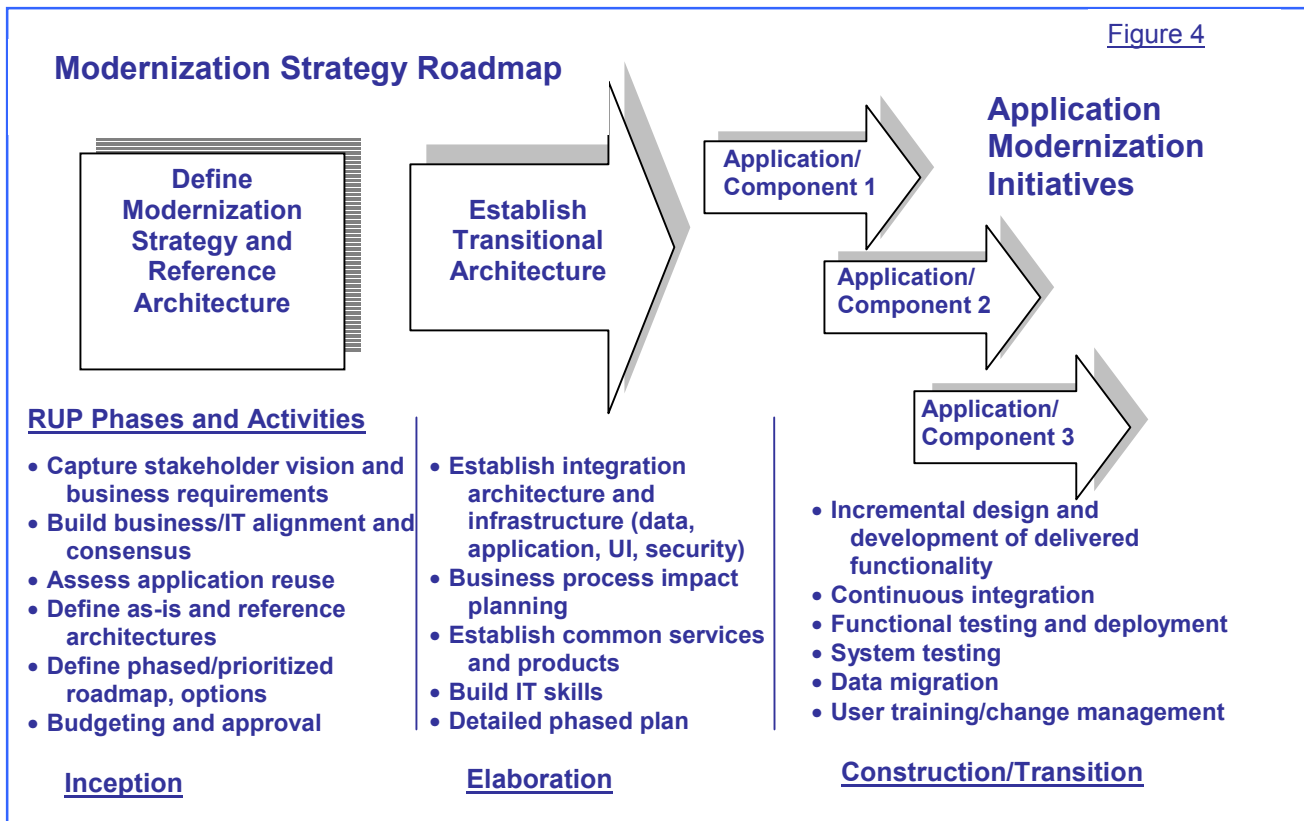 Figure 4
Modernization Strategy Roadmap
Define
Modernization
Strategy and
Reference
Architecture
Establish
Transitional
Architecture
Application/
Component 1
Application
Modernization
Initiatives
Application/
Component 2
Application/
Component 3
RUP Phases and Activities
• Capture stakeholder vision and
business requirements
• Build business/IT alignment and
consensus
• Assess application reuse
• Define as-is and reference
architectures
• Define phased/prioritized
roadmap, options
• Budgeting and approval
Inception
• Establish integration
architecture and
infrastructure (data,
application, UI, security)
• Business process impact
planning
• Establish common services
and products
• Build IT skills
• Detailed phased plan
Elaboration
• Incremental design and
development of delivered
functionality
• Continuous integration
• Functional testing and deployment
• System testing
• Data migration
• User training/change management
Construction/Transition